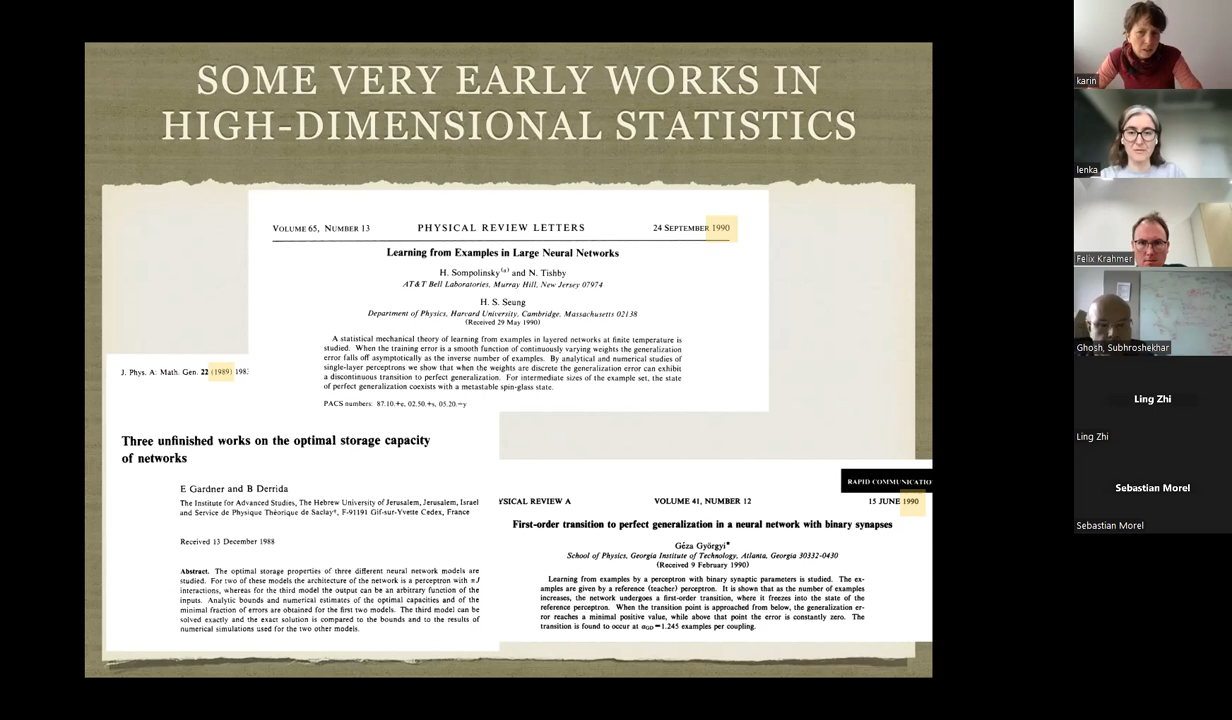 SOME VERY EARLY WORKS IN
HIGH-DIMENSIONAL STATISTICS
VOLUME 65, NUMBER 13 PHYSICAL REVIEW LETTERS 24 SEPTEMBER 1990
Learning from Examples in Large Neural Networks
H. Sompolinsky(a) and N. Tishby
AT&T Bell Laboratories, Murray Hill, New Jersey 07974
H. S. Seung
Department of Physics, Harvard University, Cambridge, Massachusetts 02138
(Received 29 May 1990)
A statistical mechanical theory of learning from examples in layered networks at finite temperature is
studied. When the training error is a smooth function of continuously varying weights the generalization
error falls off asymptotically as the inverse number of examples. By analytical and numerical studies of
single-layer perceptrons we show that when the weights are discrete the generalization error can exhibit
a discontinuous transition to perfect generalization. For intermediate sizes of the example set, the state
of perfect generalization coexists with a metastable spin-glass state.
PACS numbers: 87.10.+e, 02.50.+s, 05.20.-y
J. Phys. A: Math. Gen. 22 (1989) 198
Three unfinished works on the optimal storage capacity
of networks
E Gardner and B Derrida
The Institute for Advanced Studies, The Hebrew University of Jerusalem, Jerusalem, Israel
and Service de Physique Théorique de Saclay†, F-91191 Gif-sur-Yvette Cedex, France
Received 13 December 1988
Abstract. The optimal storage properties of three different neural network models are
studied. For two of these models the architecture of the network is a perceptron with ±J
interactions, whereas for the third model the output can be an arbitrary function of the
inputs. Analytic bounds and numerical estimates of the optimal capacities and of the
minimal fraction of errors are obtained for the first two models. The third model can be
solved exactly and the exact solution is compared to the bounds and to the results of
numerical simulations used for the two other models.
RAPID COMMUNICATIO
YSICAL REVIEW A VOLUME 41, NUMBER 12 15 JUNE 1990
First-order transition to perfect generalization in a neural network with binary synapses
Géza Györgyi*
School of Physics, Georgia Institute of Technology, Atlanta, Georgia 30332-0430
(Received 9 February 1990)
Learning from examples by a perceptron with binary synaptic parameters is studied. The ex-
amples are given by a reference (teacher) perceptron. It is shown that as the number of examples
increases, the network undergoes a first-order transition, where it freezes into the state of the
reference perceptron. When the transition point is approached from below, the generalization er-
ror reaches a minimal positive value, while above that point the error is constantly zero. The
transition is found to occur at αGD=1.245 examples per coupling.
karin
lenka
Felix Krahmer
Ghosh, Subhroshekhar
Ling Zhi
Ling Zhi
Sebastian Morel
Sebastian Morel